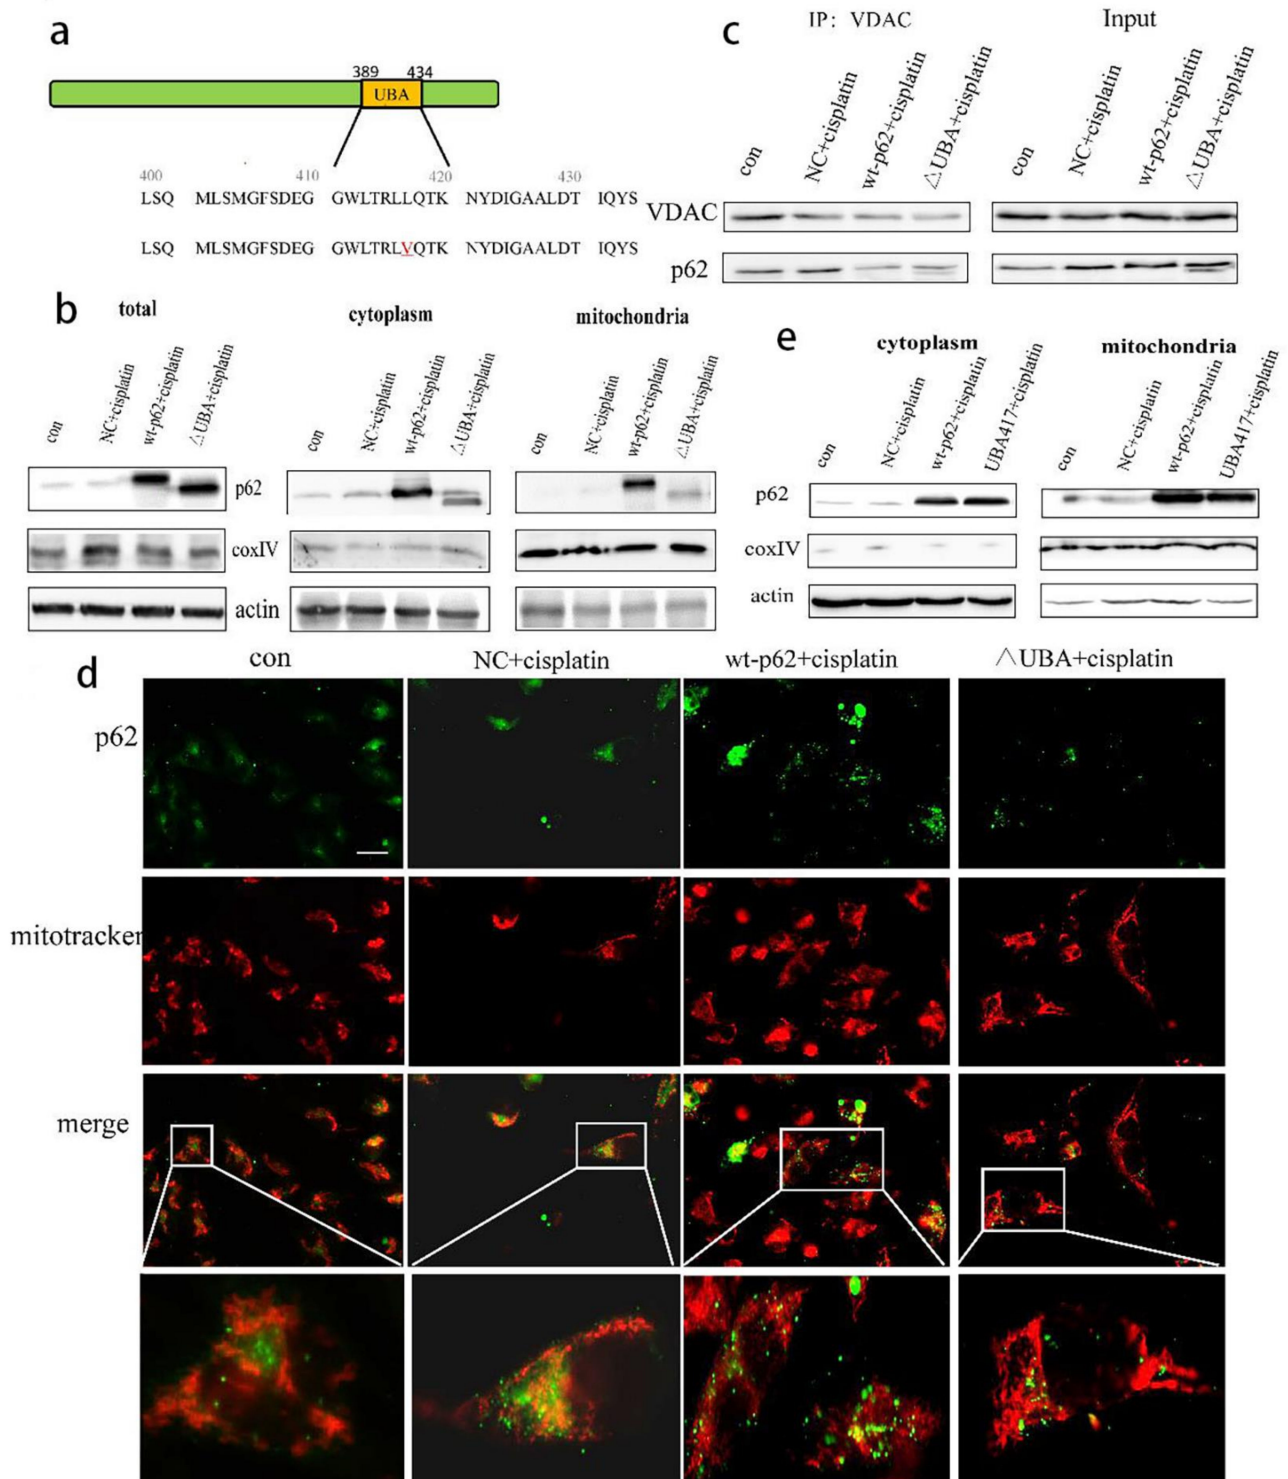 a
389 434
UBA
400 410 420 430
LSQ MLSMGFSDEGG GWLTRLLQTK NYDIGAALDT IQYS
LSQ MLSMGFSDEGG GWLTRLVQTK NYDIGAALDT IQYS
b
total cytoplasm mitochondria
con NC+cisplatin wt-p62+cisplatin △UBA+cisplatin
con NC+cisplatin wt-p62+cisplatin △UBA+cisplatin
con NC+cisplatin wt-p62+cisplatin △UBA+cisplatin
p62
coxIV
actin
c
IP: VDAC Input
con NC+cisplatin wt-p62+cisplatin △UBA+cisplatin
con NC+cisplatin wt-p62+cisplatin △UBA+cisplatin
VDAC
p62
e
cytoplasm mitochondria
con NC+cisplatin wt-p62+cisplatin UBA417+cisplatin
con NC+cisplatin wt-p62+cisplatin UBA417+cisplatin
p62
coxIV
actin
d
con NC+cisplatin wt-p62+cisplatin △UBA+cisplatin
p62
mitotracker
merge